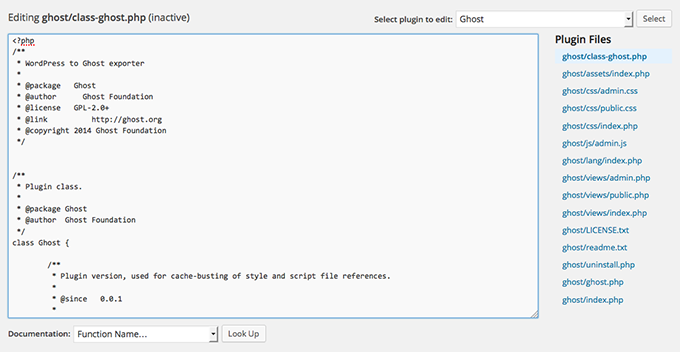 Editing ghost/class-ghost.php (inactive)
Select plugin to edit: Ghost Select
<?php
/**
 * WordPress to Ghost exporter
 *
 * @package   Ghost
 * @author      Ghost Foundation
 * @license   GPL-2.0+
 * @link          http://ghost.org
 * @copyright 2014 Ghost Foundation
 */
/**
 * Plugin class.
 *
 * @package Ghost
 * @author  Ghost Foundation
 */
class Ghost {
        /**
         * Plugin version, used for cache-busting of style and script file references.
         *
         * @since   0.0.1
         *
Plugin Files
ghost/class-ghost.php
ghost/assets/index.php
ghost/css/admin.css
ghost/css/public.css
ghost/css/index.php
ghost/js/admin.js
ghost/lang/index.php
ghost/views/admin.php
ghost/views/public.php
ghost/views/index.php
ghost/LICENSE.txt
ghost/readme.txt
ghost/uninstall.php
ghost/ghost.php
ghost/index.php
Documentation: Function Name... Look Up